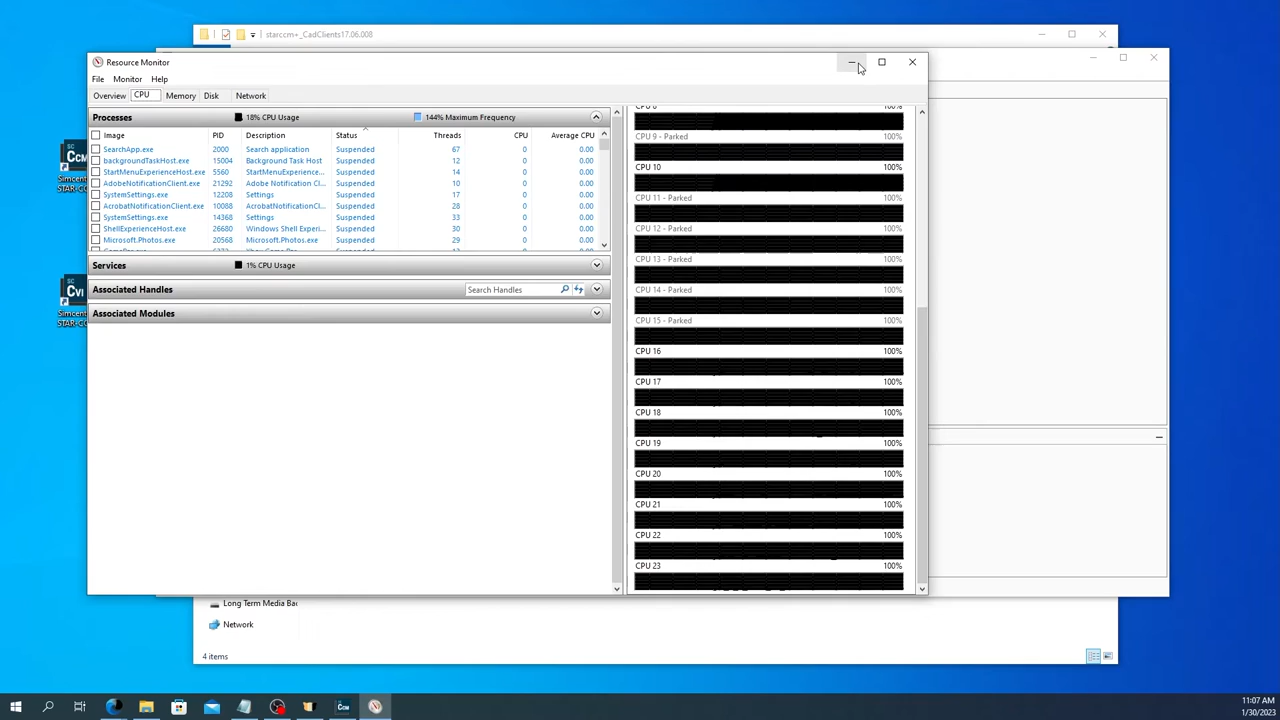 starccm+_CadClients17.06.008
Resource Monitor
File Monitor Help
Overview CPU Memory Disk Network
Processes 18% CPU Usage 144% Maximum Frequency
Image PID Description Status Threads CPU Average CPU
SearchApp.exe 2000 Search application Suspended 67 0 0.00
backgroundTaskHost.exe 15004 Background Task Host Suspended 12 0 0.00
StartMenuExperienceHost.exe 5560 StartMenuExperience... Suspended 14 0 0.00
AdobeNotificationClient.exe 21292 Adobe Notification Cl... Suspended 10 0 0.00
SystemSettings.exe 12208 Settings Suspended 17 0 0.00
AcrobatNotificationClient.exe 10088 AcrobatNotificationCl... Suspended 28 0 0.00
SystemSettings.exe 14368 Settings Suspended 33 0 0.00
ShellExperienceHost.exe 26680 Windows Shell Experi... Suspended 30 0 0.00
Microsoft.Photos.exe 20568 Microsoft.Photos.exe Suspended 29 0 0.00
Services 1% CPU Usage
Associated Handles Search Handles
Associated Modules
100%
CPU 9 - Parked 100%
CPU 10 100%
CPU 11 - Parked 100%
CPU 12 - Parked 100%
CPU 13 - Parked 100%
CPU 14 - Parked 100%
CPU 15 - Parked 100%
CPU 16 100%
CPU 17 100%
CPU 18 100%
CPU 19 100%
CPU 20 100%
CPU 21 100%
CPU 22 100%
CPU 23 100%
CCM
Simcent
STAR-CC
CVI
Simcent
STAR-CC
Long Term Media Bac
Network
4 items
11:07 AM
1/30/2023